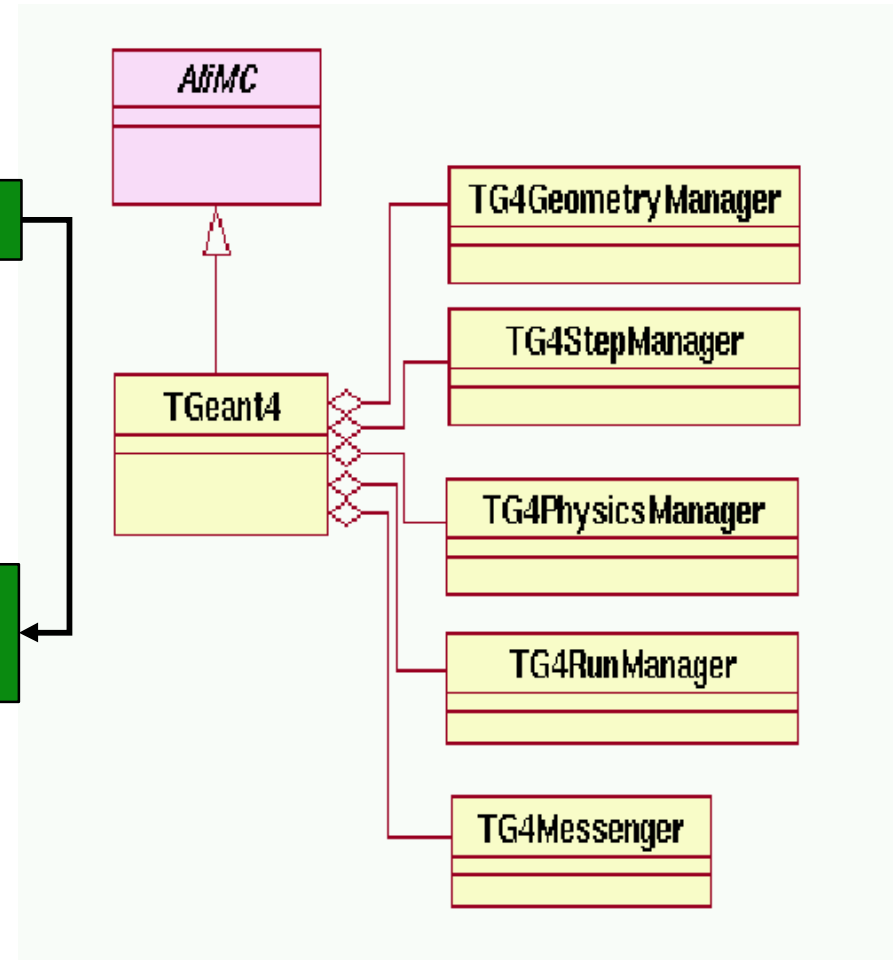 AliMC
TG4GeometryManager
TG4StepManager
TGeant4
TG4PhysicsManager
TG4RunManager
TG4Messenger